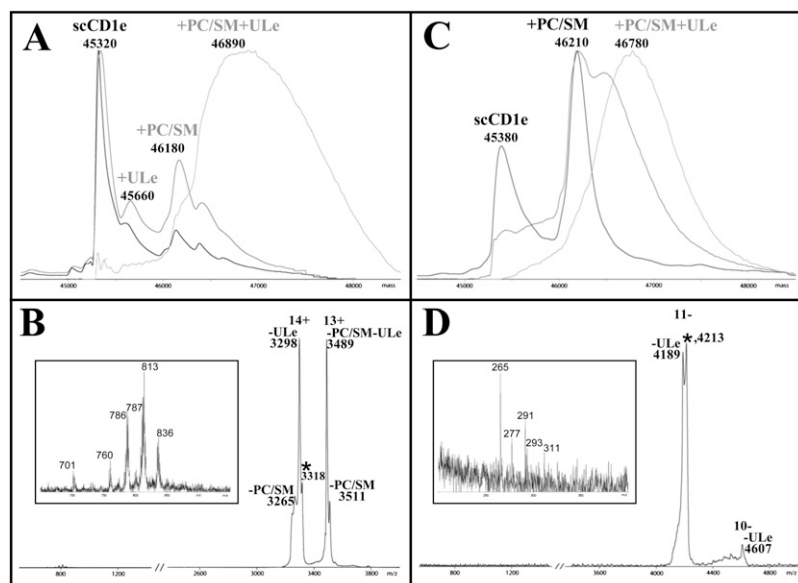 A
scCD1e
45320
+ULe
45660
+PC/SM
46180
+PC/SM+ULe
46890
45000 46000 47000 48000 mass
C
scCD1e
45380
+PC/SM
46210
+PC/SM+ULe
46780
45000 46000 47000 48000 mass
B
701 760 786 787 813 836
14+
-ULe
3298
13+
-PC/SM-ULe
3489
-PC/SM
3265
*
3318
-PC/SM
3511
800 1200 // 3000 3400 3800 m/z
D
265 277 291 293 311
11-
-ULe
4189
*,4213
10-
-ULe
4607
600 1200 // 4000 4400 4800 m/z